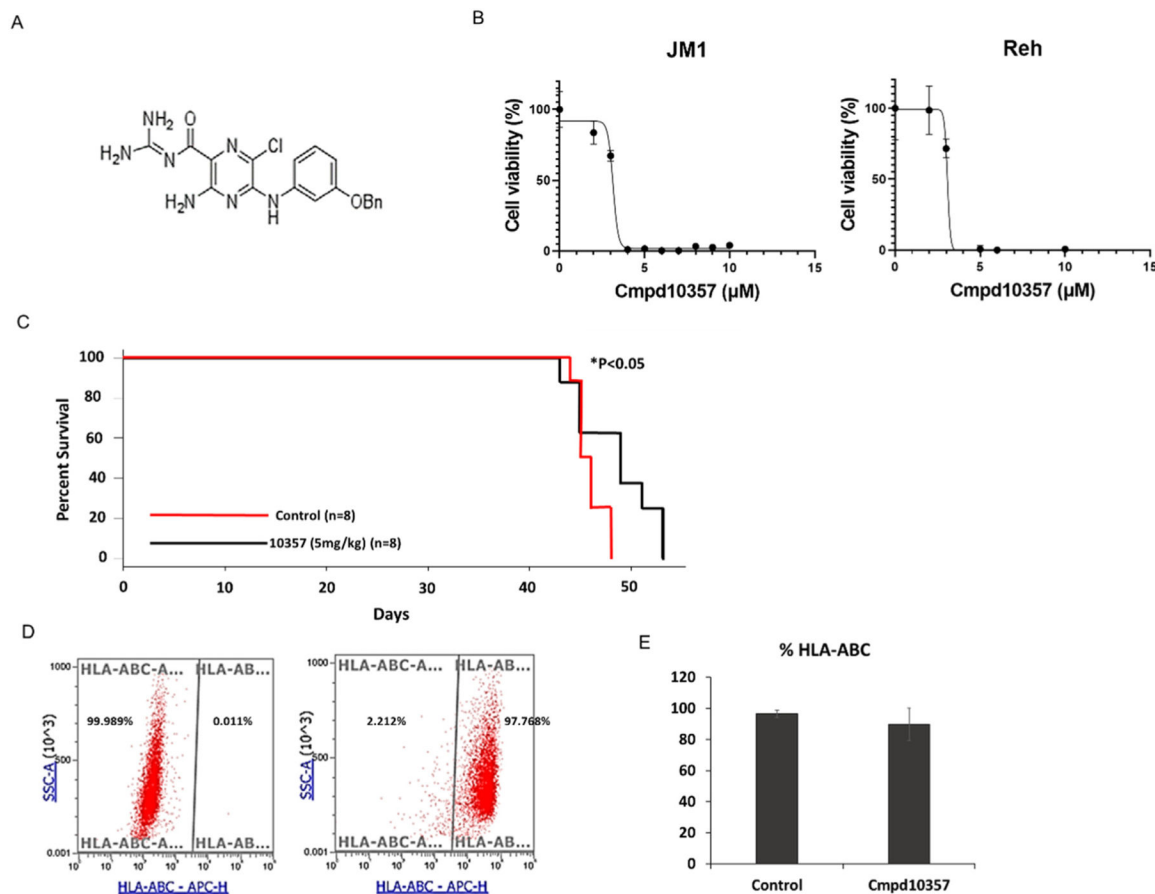 A
NH2
O
NH2
N
N
Cl
NH2
N
N
H
OBn
B
JM1
Cell viability (%)
100
50
0
0
5
10
15
Cmpd10357 (µM)
Reh
Cell viability (%)
100
50
0
0
5
10
15
Cmpd10357 (µM)
C
Percent Survival
100
80
60
40
20
0
*P<0.05
Control (n=8)
10357 (5mg/kg) (n=8)
0 10 20 30 40 50
Days
D
SSC-A (10^3)
1000
500
0.001
HLA-ABC-A... HLA-AB...
99.989% 0.011%
HLA-ABC-A... HLA-AB...
HLA-ABC - APC-H
SSC-A (10^3)
1000
500
0.001
HLA-ABC-A... HLA-AB...
2.212% 97.768%
HLA-ABC-A... HLA-AB...
HLA-ABC - APC-H
E
% HLA-ABC
120
100
80
60
40
20
0
Control Cmpd10357